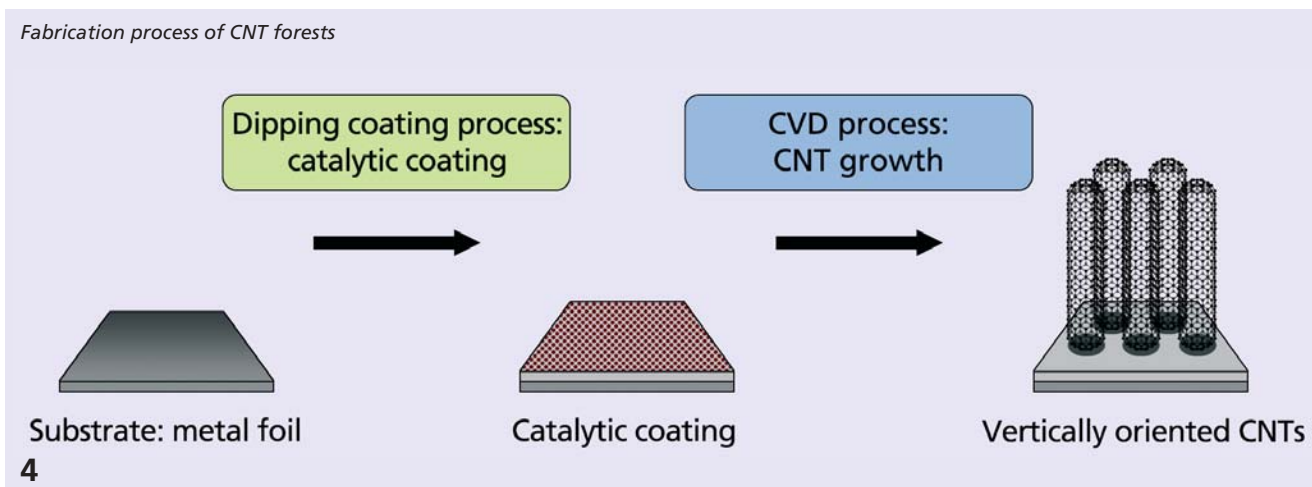 Fabrication process of CNT forests
Dipping coating process:
catalytic coating
CVD process:
CNT growth
Substrate: metal foil
Catalytic coating
Vertically oriented CNTs
4